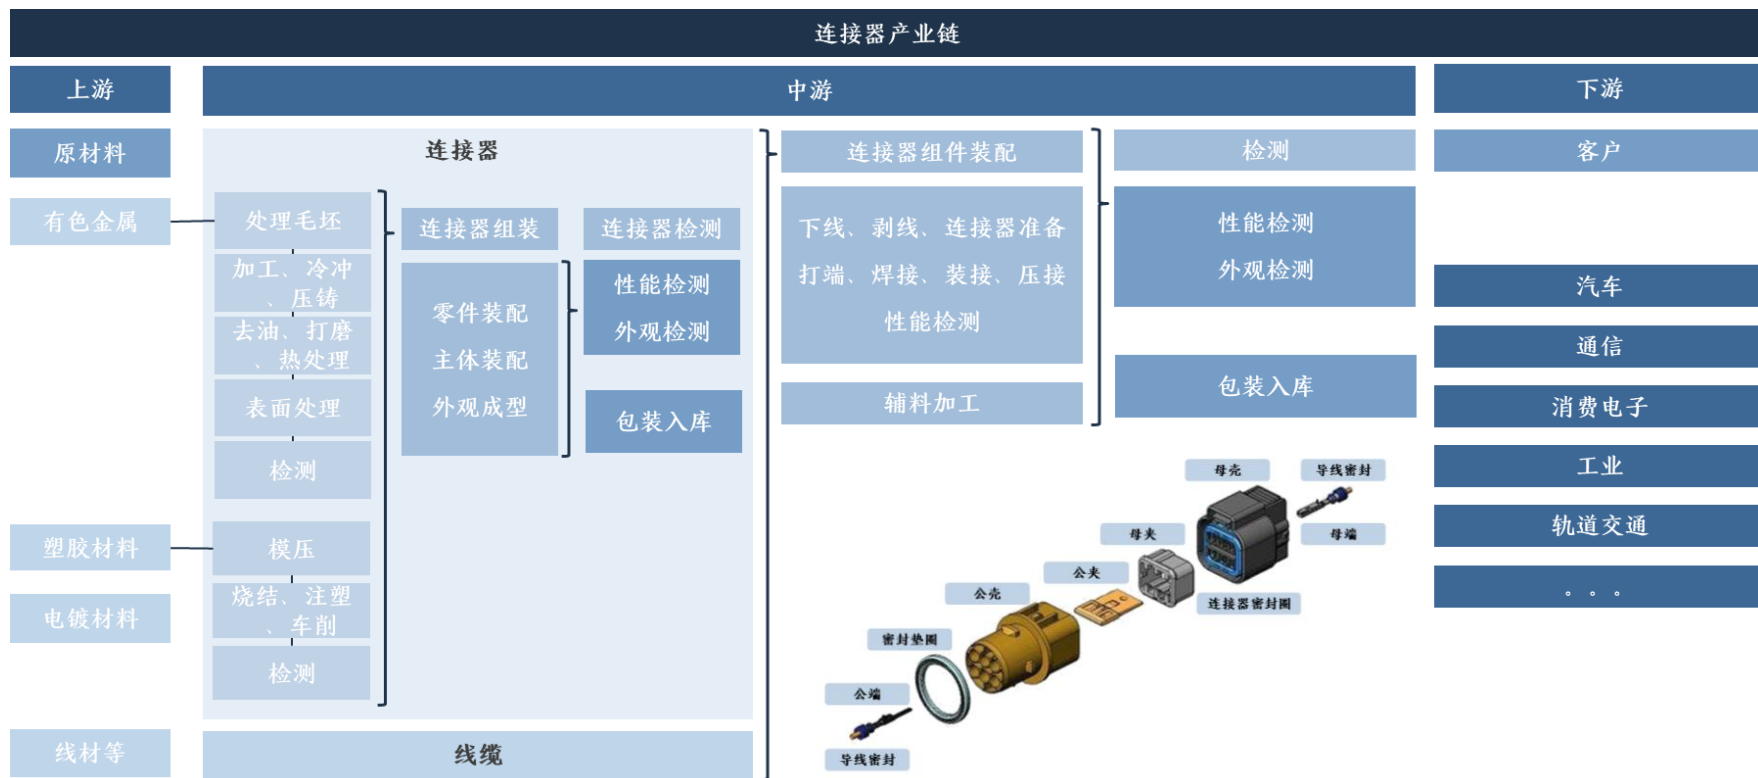 连接器产业链
上游
中游
下游
原材料
有色金属
塑胶材料
电镀材料
线材等
连接器
处理毛坯
加工、冷冲
、压铸
去油、打磨
、热处理
表面处理
检测
模压
烧结、注塑
、车削
检测
连接器组装
零件装配
主体装配
外观成型
连接器检测
性能检测
外观检测
包装入库
线缆
连接器组件装配
下线、剥线、连接器准备
打端、焊接、装接、压接
性能检测
辅料加工
检测
性能检测
外观检测
包装入库
客户
汽车
通信
消费电子
工业
轨道交通
。。。
母壳
导线密封
母夹
母端
公夹
公壳
连接器密封圈
密封垫圈
公端
导线密封